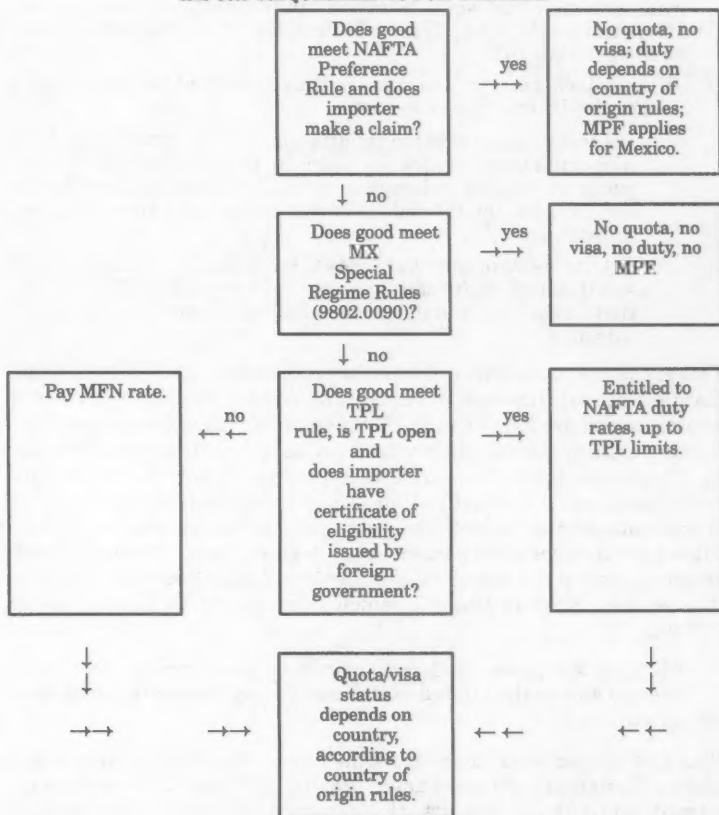 Does good
meet NAFTA
Preference
Rule and does
importer
make a claim?
yes
No quota, no
visa; duty
depends on
country of
origin rules;
MPF applies
for Mexico.
no
Does good meet
MX
Special
Regime Rules
(9802.0090)?
yes
No quota, no
visa, no duty, no
MPF.
no
Pay MFN rate.
no
Does good meet
TPL
rule, is TPL open
and
does importer
have
certificate of
eligibility
issued by
foreign
government?
yes
Entitled to
NAFTA duty
rates, up to
TPL limits.
Quota/visa
status
depends on
country,
according to
country of
origin rules.